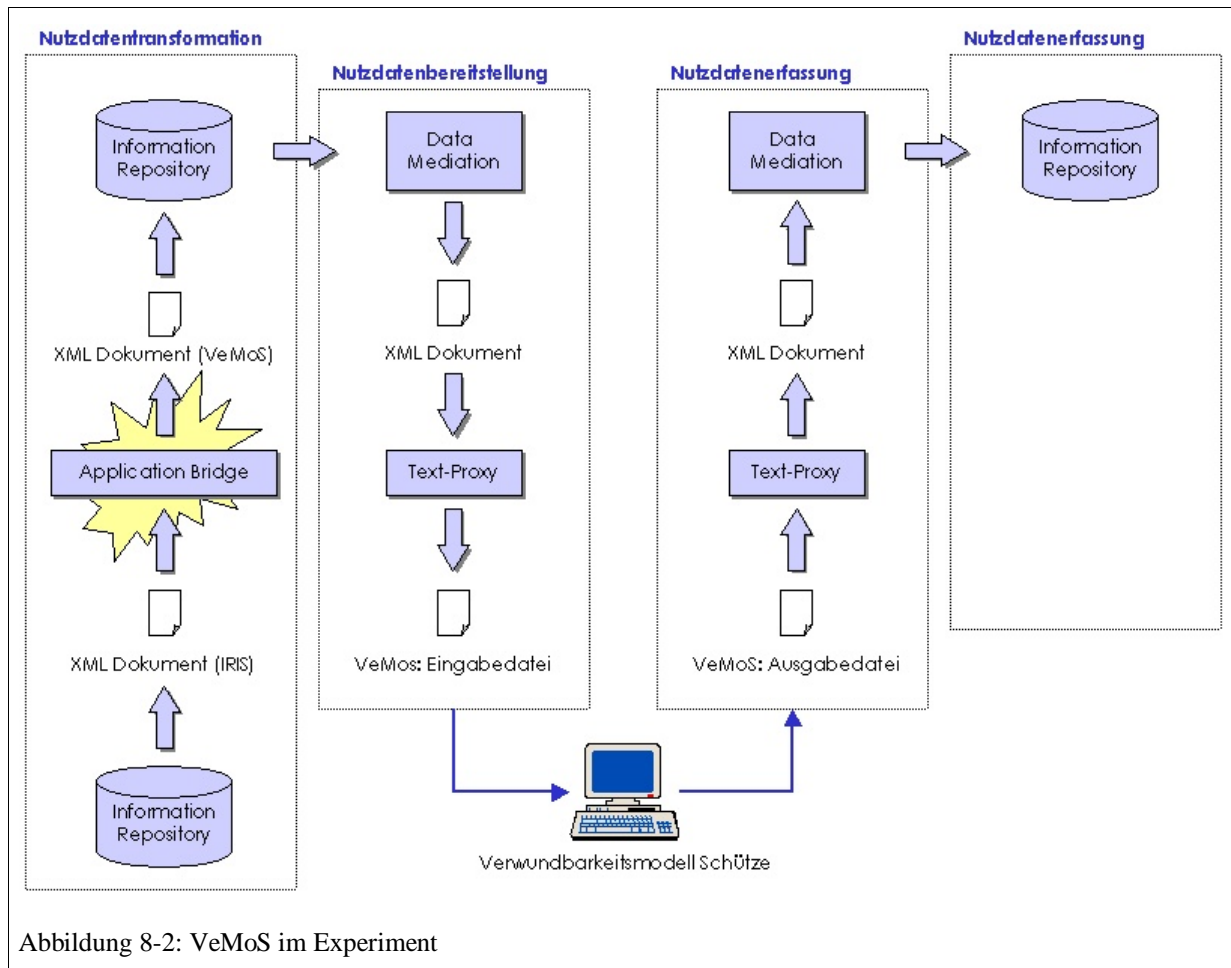 Nutzdatentransformation
Information
Repository
XML Dokument (VeMoS)
Application Bridge
XML Dokument (IRIS)
Information
Repository
Nutzdatenbereitstellung
Data
Mediation
XML Dokument
Text-Proxy
VeMos: Eingabedatei
Nutzdatenerfassung
Data
Mediation
XML Dokument
Text-Proxy
VeMoS: Ausgabedatei
Nutzdatenerfassung
Information
Repository
Verwundbarkeitsmodell Schütze
Abbildung 8-2: VeMoS im Experiment